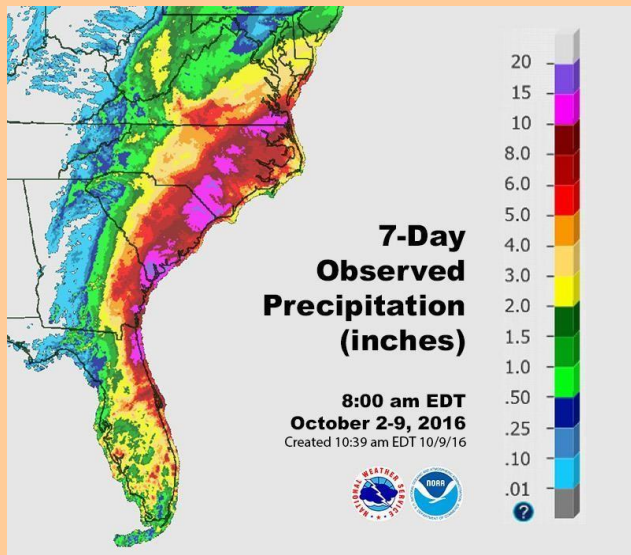 7-Day
Observed
Precipitation
(inches)
8:00 am EDT
October 2-9, 2016
Created 10:39 am EDT 10/9/16
NATIONAL WEATHER SERVICE
NOAA
20
15
10
8.0
6.0
5.0
4.0
3.0
2.0
1.5
1.0
.50
.25
.10
.01
?